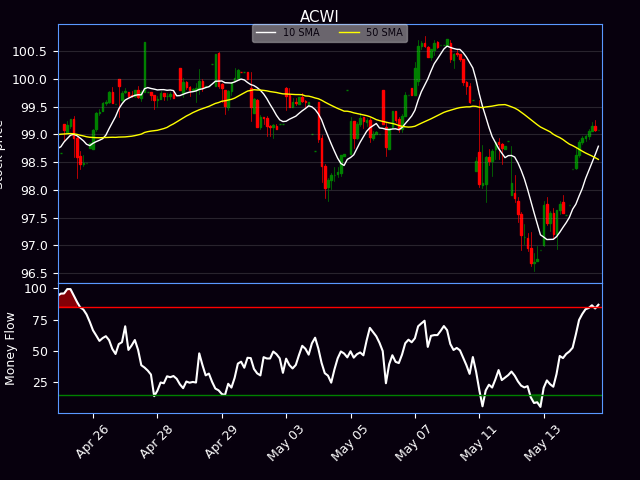 ACWI
10 SMA
50 SMA
100.5
100.0
99.5
99.0
98.5
98.0
97.5
97.0
96.5
Stock price
100
75
50
25
Money Flow
Apr 26
Apr 28
Apr 29
May 03
May 05
May 07
May 11
May 13